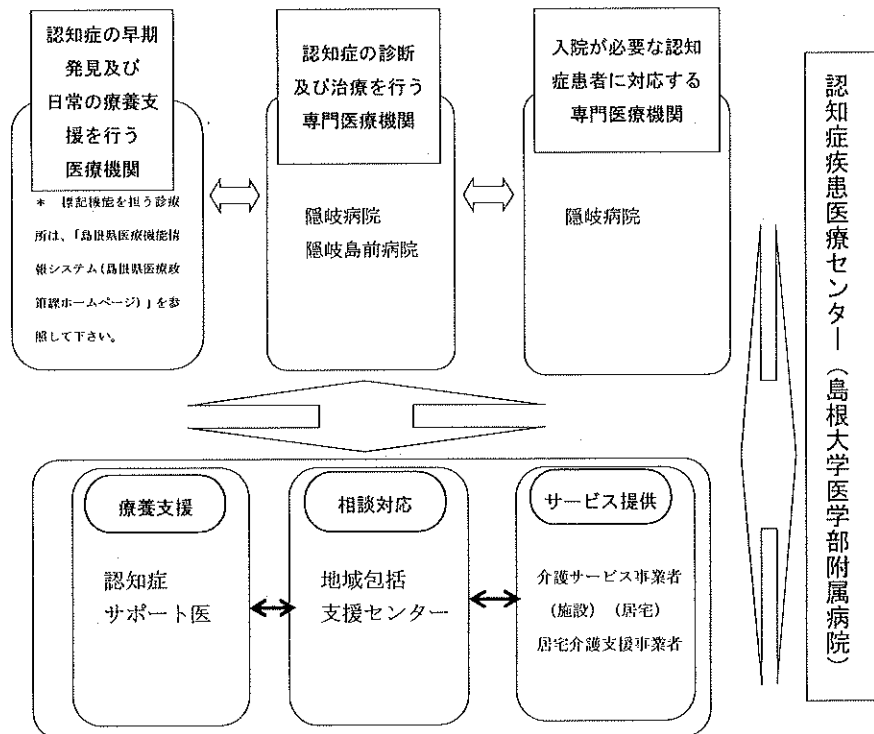 認知症の早期
発見及び
日常の療養支
援を行う
医療機関
* 標記機能を担う診療
所は、「島根県医療機能情
報システム(島根県医療政
策課ホームページ)」を参
照して下さい。
認知症の診断
及び治療を行う
専門医療機関
隠岐病院
隠岐島前病院
入院が必要な認知
症患者に対応する
専門医療機関
隠岐病院
認知症疾患医療センター(島根大学医学部附属病院)
療養支援
認知症
サポート医
相談対応
地域包括
支援センター
サービス提供
介護サービス事業者
(施設) (居宅)
居宅介護支援事業者